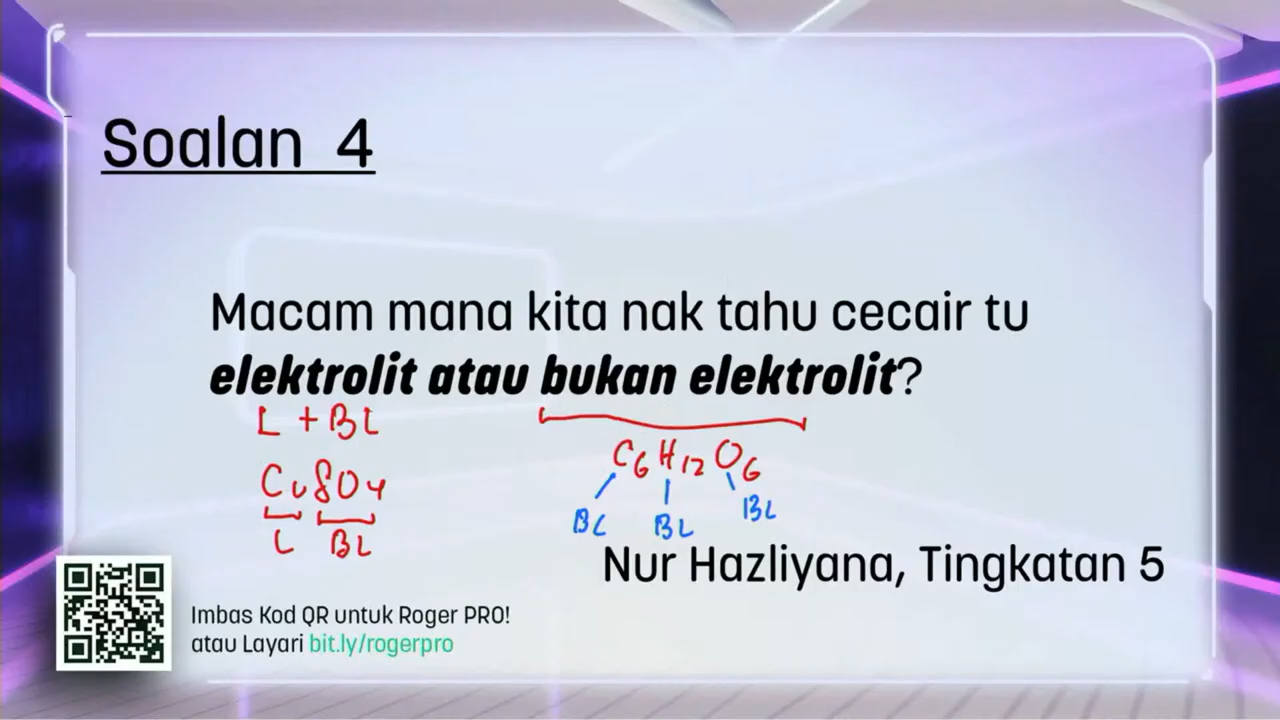 Soalan 4
Macam mana kita nak tahu cecair tu
elektrolit atau bukan elektrolit?
L + BL
CuSO4
L BL
C6H12O6
BL BL BL
Nur Hazliyana, Tingkatan 5
Imbas Kod QR untuk Roger PRO!
atau Layari bit.ly/rogerpro